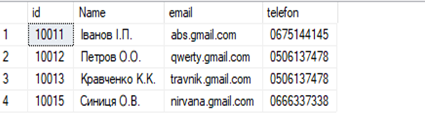 id Name email telefon
1 10011 Іванов І.П. abs.gmail.com 0675144145
2 10012 Петров О.О. qwerty.gmail.com 0506137478
3 10013 Кравченко К.К. travnik.gmail.com 0506137478
4 10015 Синиця О.В. nirvana.gmail.com 0666337338